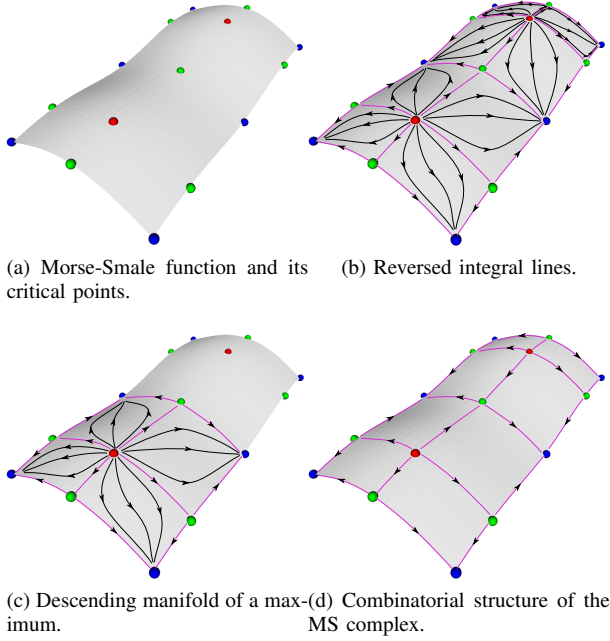 (a) Morse-Smale function and its
critical points.
(b) Reversed integral lines.
(c) Descending manifold of a max-
imum.
(d) Combinatorial structure of the
MS complex.